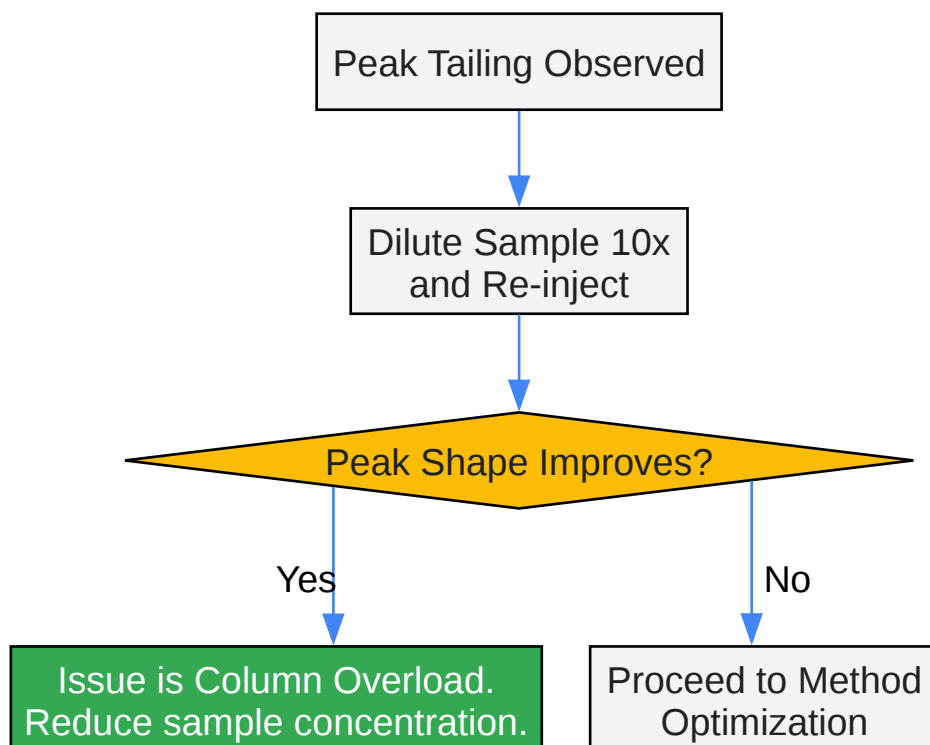 Peak Tailing Observed
Dilute Sample 10x
and Re-inject
Peak Shape Improves?
Yes
No
Issue is Column Overload.
Reduce sample concentration.
Proceed to Method
Optimization